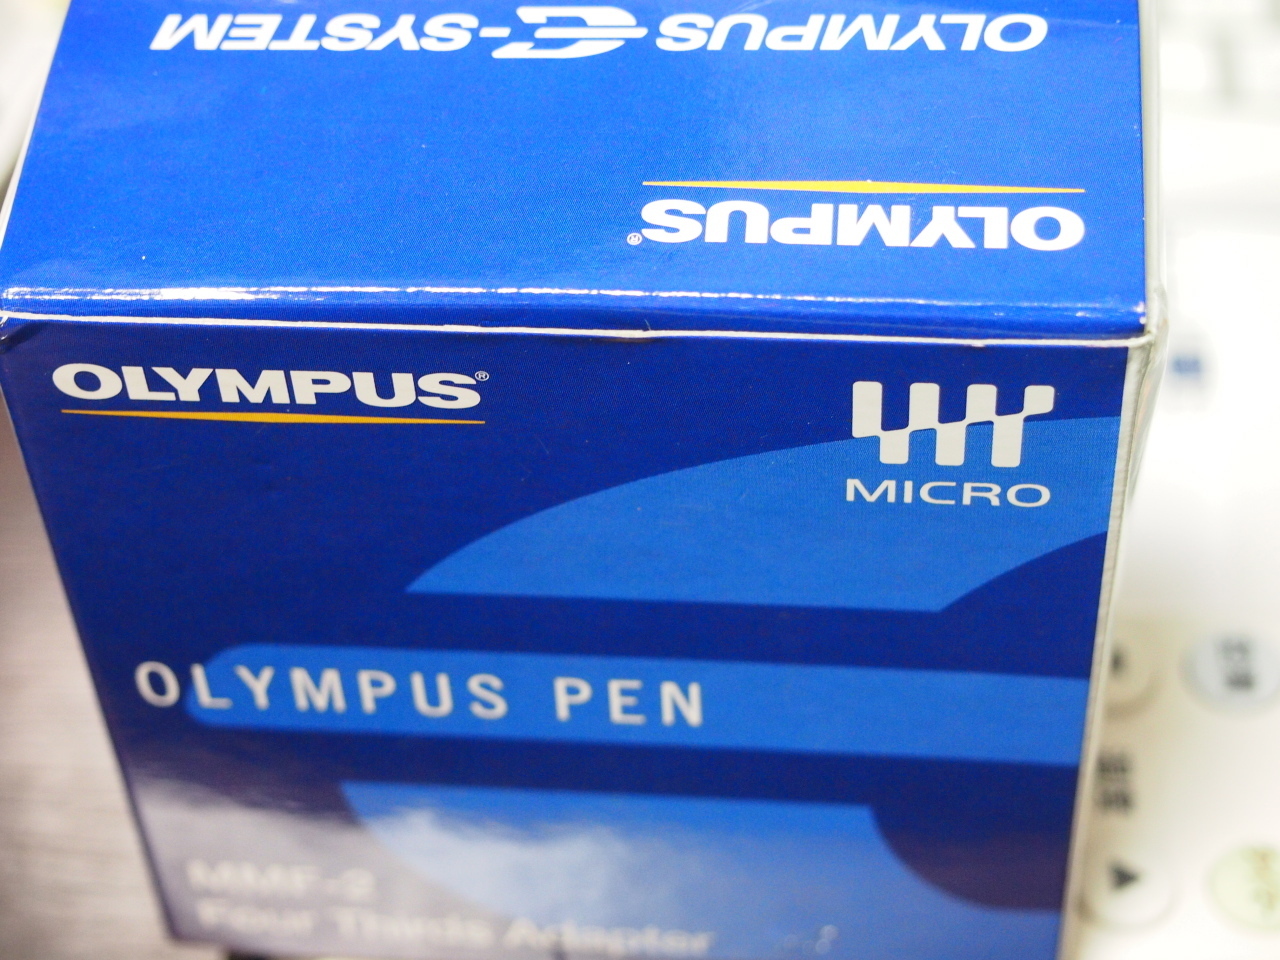 OLYMPUS E-SYSTEM
OLYMPUS®
OLYMPUS®
MICRO
OLYMPUS PEN
MMF-2
Four Thirds Adapter